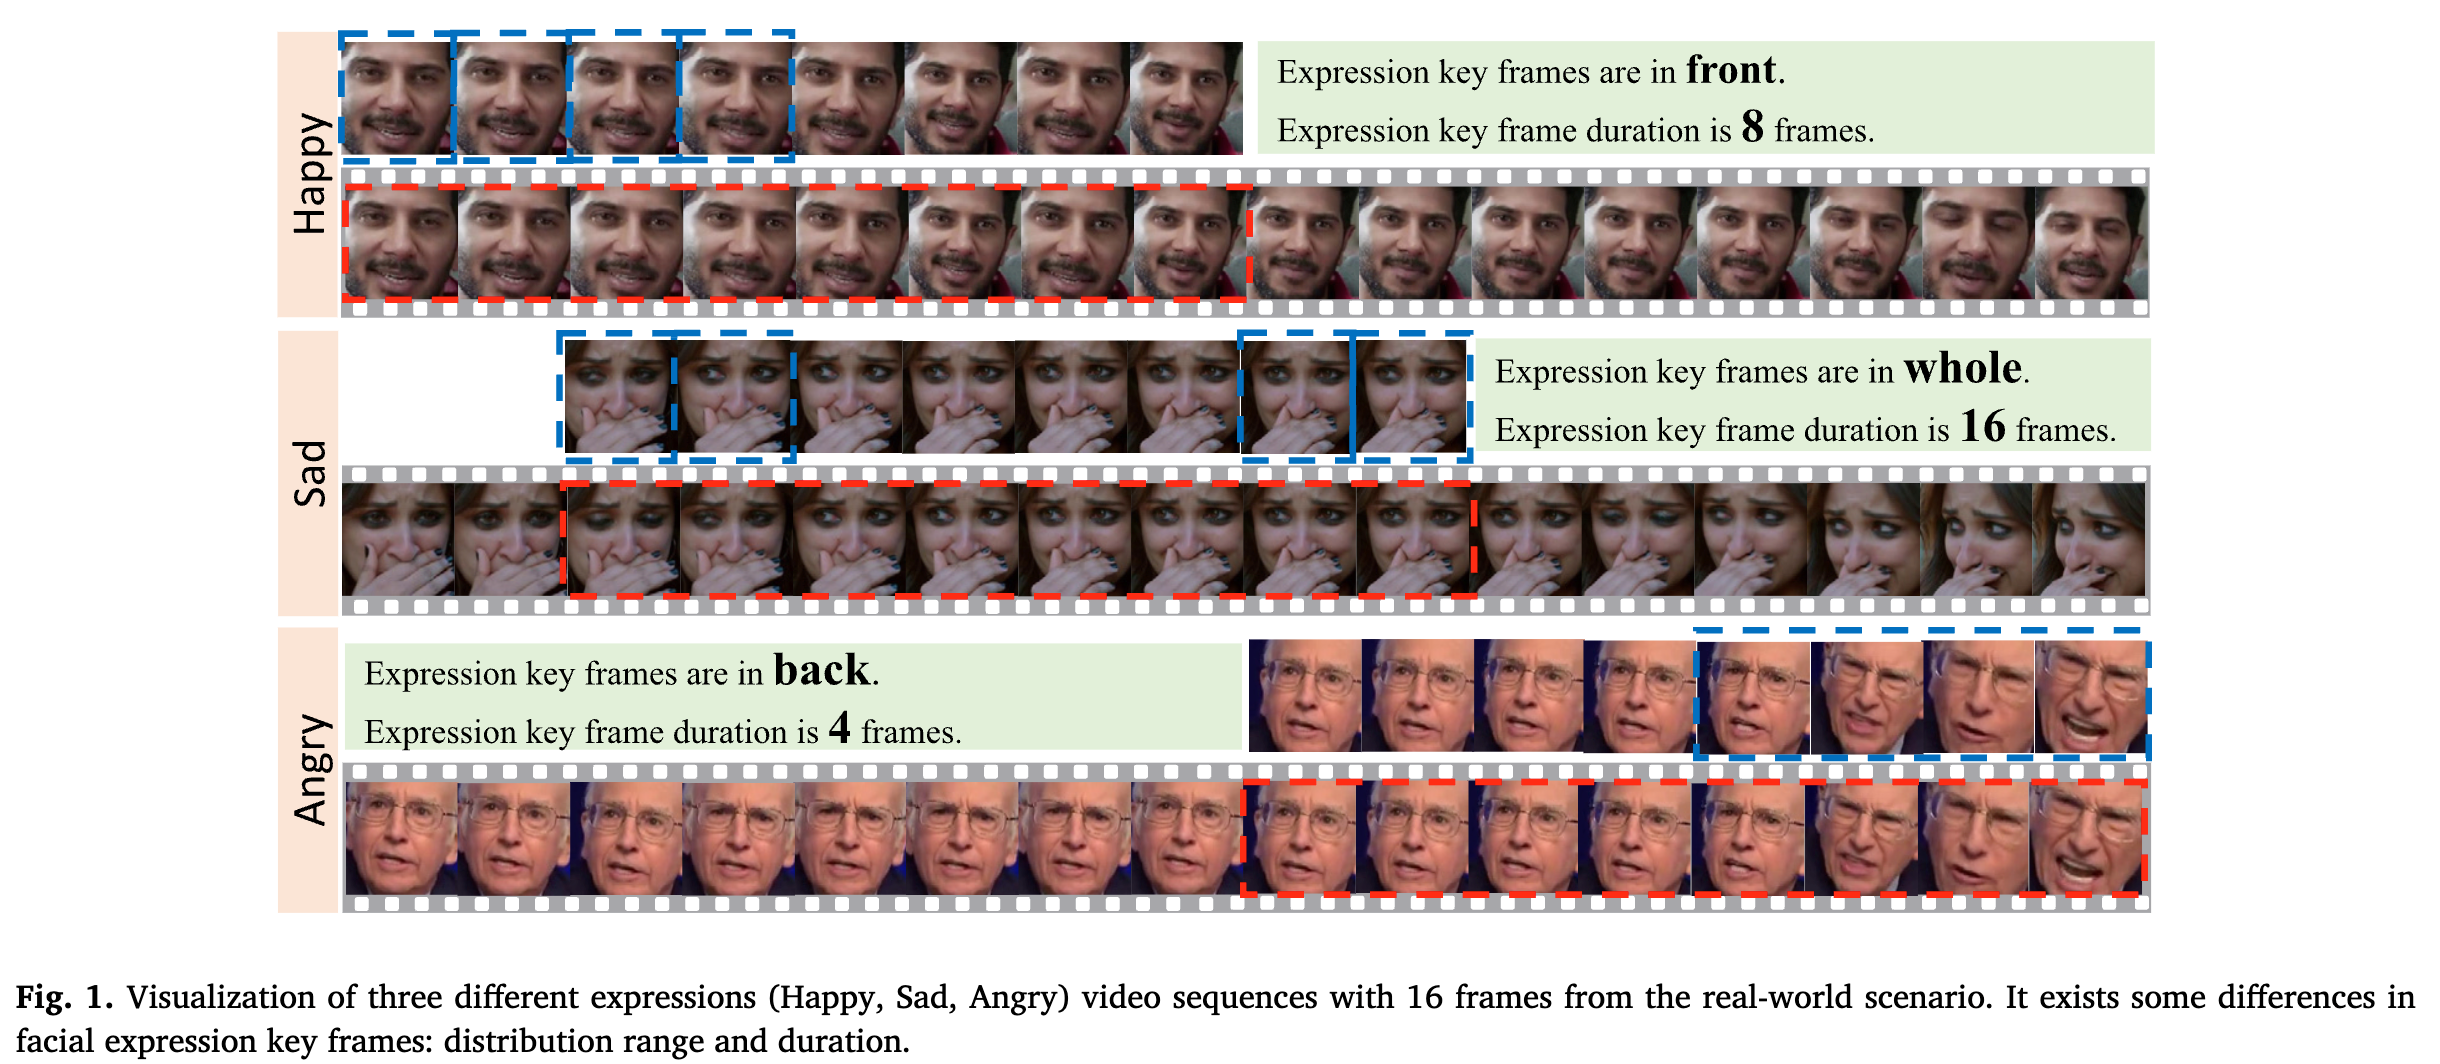 Happy
Expression key frames are in front.
Expression key frame duration is 8 frames.
Sad
Expression key frames are in whole.
Expression key frame duration is 16 frames.
Angry
Expression key frames are in back.
Expression key frame duration is 4 frames.
Fig. 1. Visualization of three different expressions (Happy, Sad, Angry) video sequences with 16 frames from the real-world scenario. It exists some differences in
facial expression key frames: distribution range and duration.